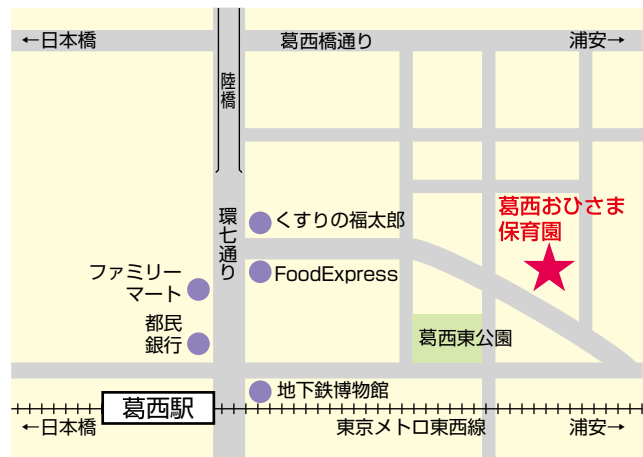 ←日本橋
葛西橋通り
浦安→
陸橋
環七通り
くすりの福太郎
葛西おひさま
保育園
FoodExpress
ファミリー
マート
都民
銀行
葛西東公園
地下鉄博物館
葛西駅
←日本橋
東京メトロ東西線
浦安→